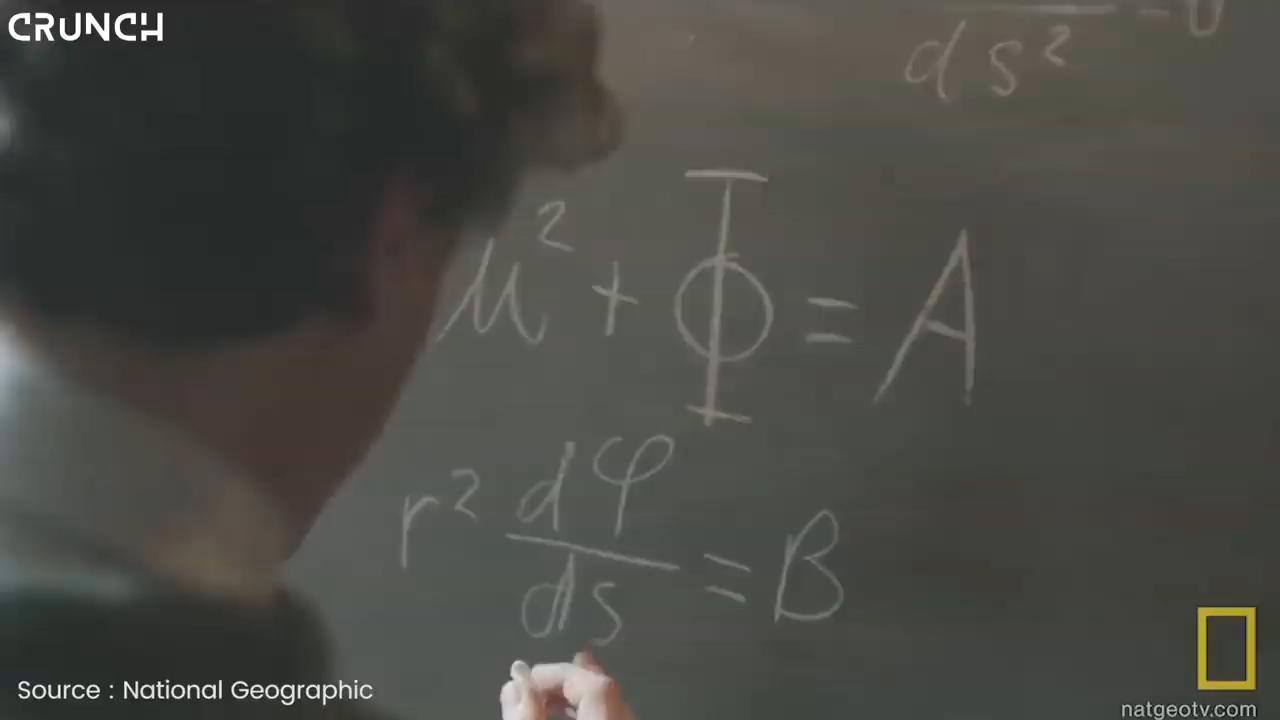 CRUNCH
ds²
u² + Φ = A
r² dφ/ds = B
Source : National Geographic
natgeotv.com